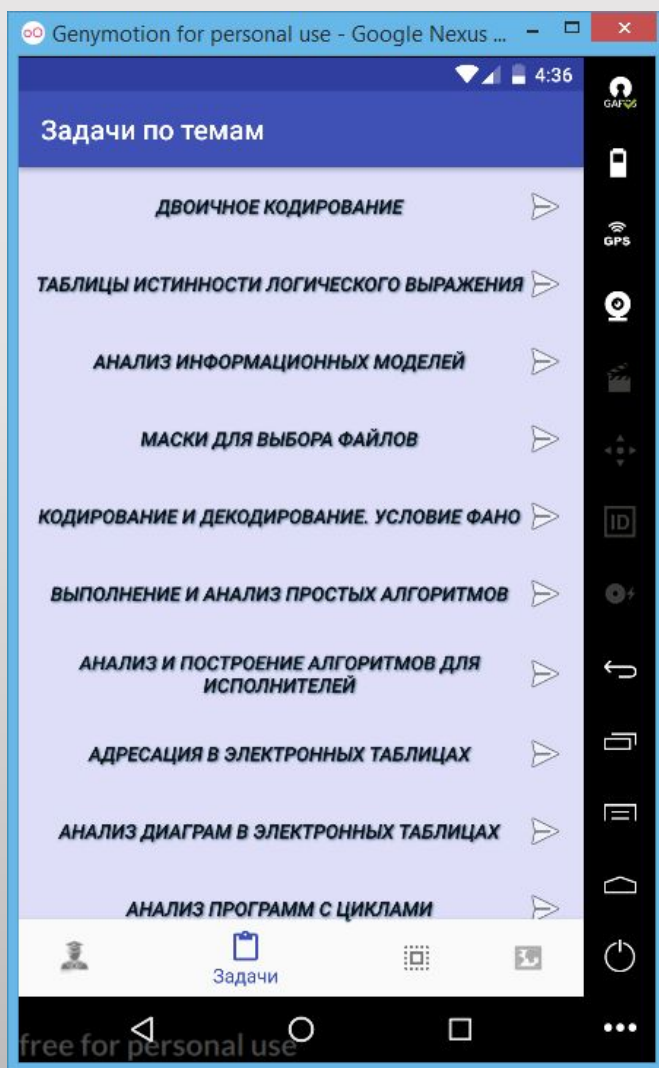 Genymotion for personal use - Google Nexus ...
4:36
GAPPS
Задачи по темам
ДВОИЧНОЕ КОДИРОВАНИЕ
GPS
ТАБЛИЦЫ ИСТИННОСТИ ЛОГИЧЕСКОГО ВЫРАЖЕНИЯ
АНАЛИЗ ИНФОРМАЦИОННЫХ МОДЕЛЕЙ
МАСКИ ДЛЯ ВЫБОРА ФАЙЛОВ
КОДИРОВАНИЕ И ДЕКОДИРОВАНИЕ. УСЛОВИЕ ФАНО
ID
ВЫПОЛНЕНИЕ И АНАЛИЗ ПРОСТЫХ АЛГОРИТМОВ
АНАЛИЗ И ПОСТРОЕНИЕ АЛГОРИТМОВ ДЛЯ
ИСПОЛНИТЕЛЕЙ
АДРЕСАЦИЯ В ЭЛЕКТРОННЫХ ТАБЛИЦАХ
АНАЛИЗ ДИАГРАМ В ЭЛЕКТРОННЫХ ТАБЛИЦАХ
АНАЛИЗ ПРОГРАММ С ЦИКЛАМИ
Задачи
free for personal use